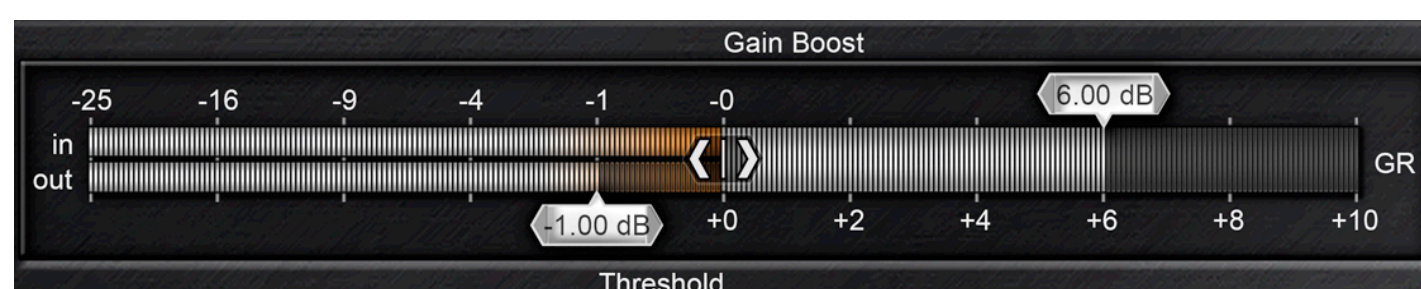 Gain Boost
-25 -16 -9 -4 -1 -0 6.00 dB
in
out
GR
-1.00 dB +0 +2 +4 +6 +8 +10
Threshold